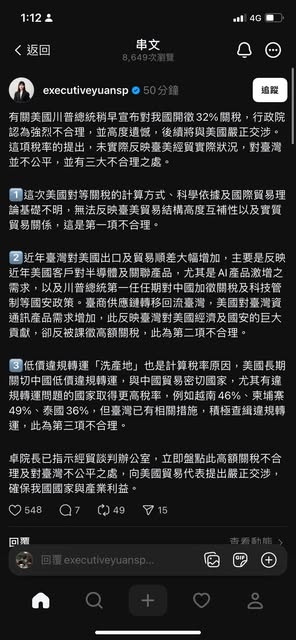 1:12
4G
返回
串文
8,649次瀏覽
executiveyuansp 50分鐘
追蹤
有關美國川普總統稍早宣布對我國開徵32%關稅，行政院
認為強烈不合理，並高度遺憾，後續將與美國嚴正交涉。
這項稅率的提出，未實際反映臺美經貿實際狀況，對臺灣
並不公平，並有三大不合理之處。
1️⃣這次美國對等關稅的計算方式、科學依據及國際貿易理
論基礎不明，無法反映臺美貿易結構高度互補性以及實質
貿易關係，這是第一項不合理。
2️⃣近年臺灣對美國出口及貿易順差大幅增加，主要是反映
近年美國客戶對半導體及關聯產品，尤其是 AI產品激增之
需求，以及川普總統第一任任期對中國加徵關稅及科技管
制等國安政策。臺商供應鏈轉移回流臺灣，美國對臺灣資
通訊產品需求增加，此反映臺灣對美國經濟及國安的巨大
貢獻，卻反被課徵高額關稅，此為第二項不合理。
3️⃣低價違規轉運「洗產地」也是計算稅率原因，美國長期
關切中國低價違規轉運，與中國貿易密切國家，尤其有違
規轉運問題的國家取得更高稅率，例如越南46%、柬埔寨
49%、泰國36%，但臺灣已有相關措施，積極查緝違規轉
運，此為第三項不合理。
卓院長已指示經貿談判辦公室，立即盤點此高額關稅不合
理及對臺灣不公平之處，向美國貿易代表提出嚴正交涉，
確保我國國家與產業利益。
548 7 49 15
回覆 查看動態
回覆 executiveyuansp...
GIF